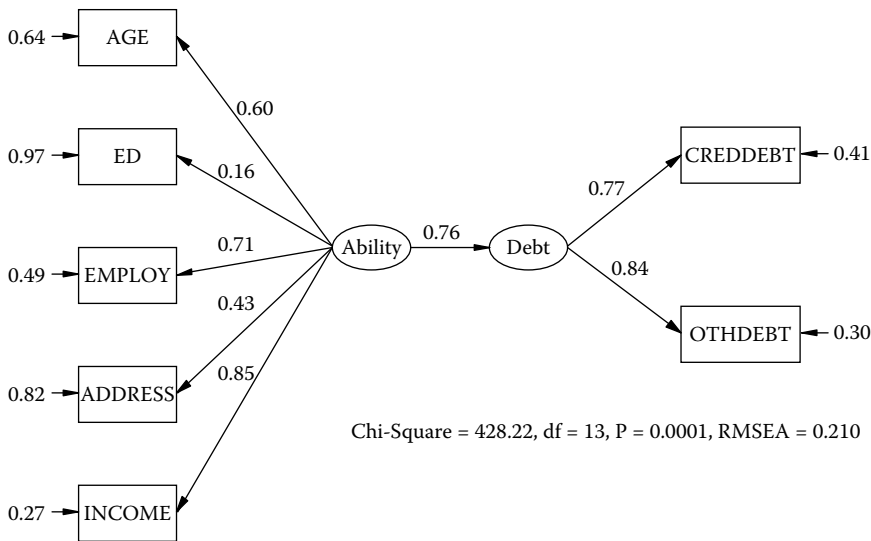 0.64
AGE
0.60
0.97
ED
0.16
CREDDEBT
0.41
0.77
0.71
Ability
0.76
Debt
0.49
EMPLOY
0.84
0.43
OTHDEBT
0.30
0.85
0.82
ADDRESS
Chi-Square = 428.22, df = 13, P = 0.0001, RMSEA = 0.210
0.27
INCOME